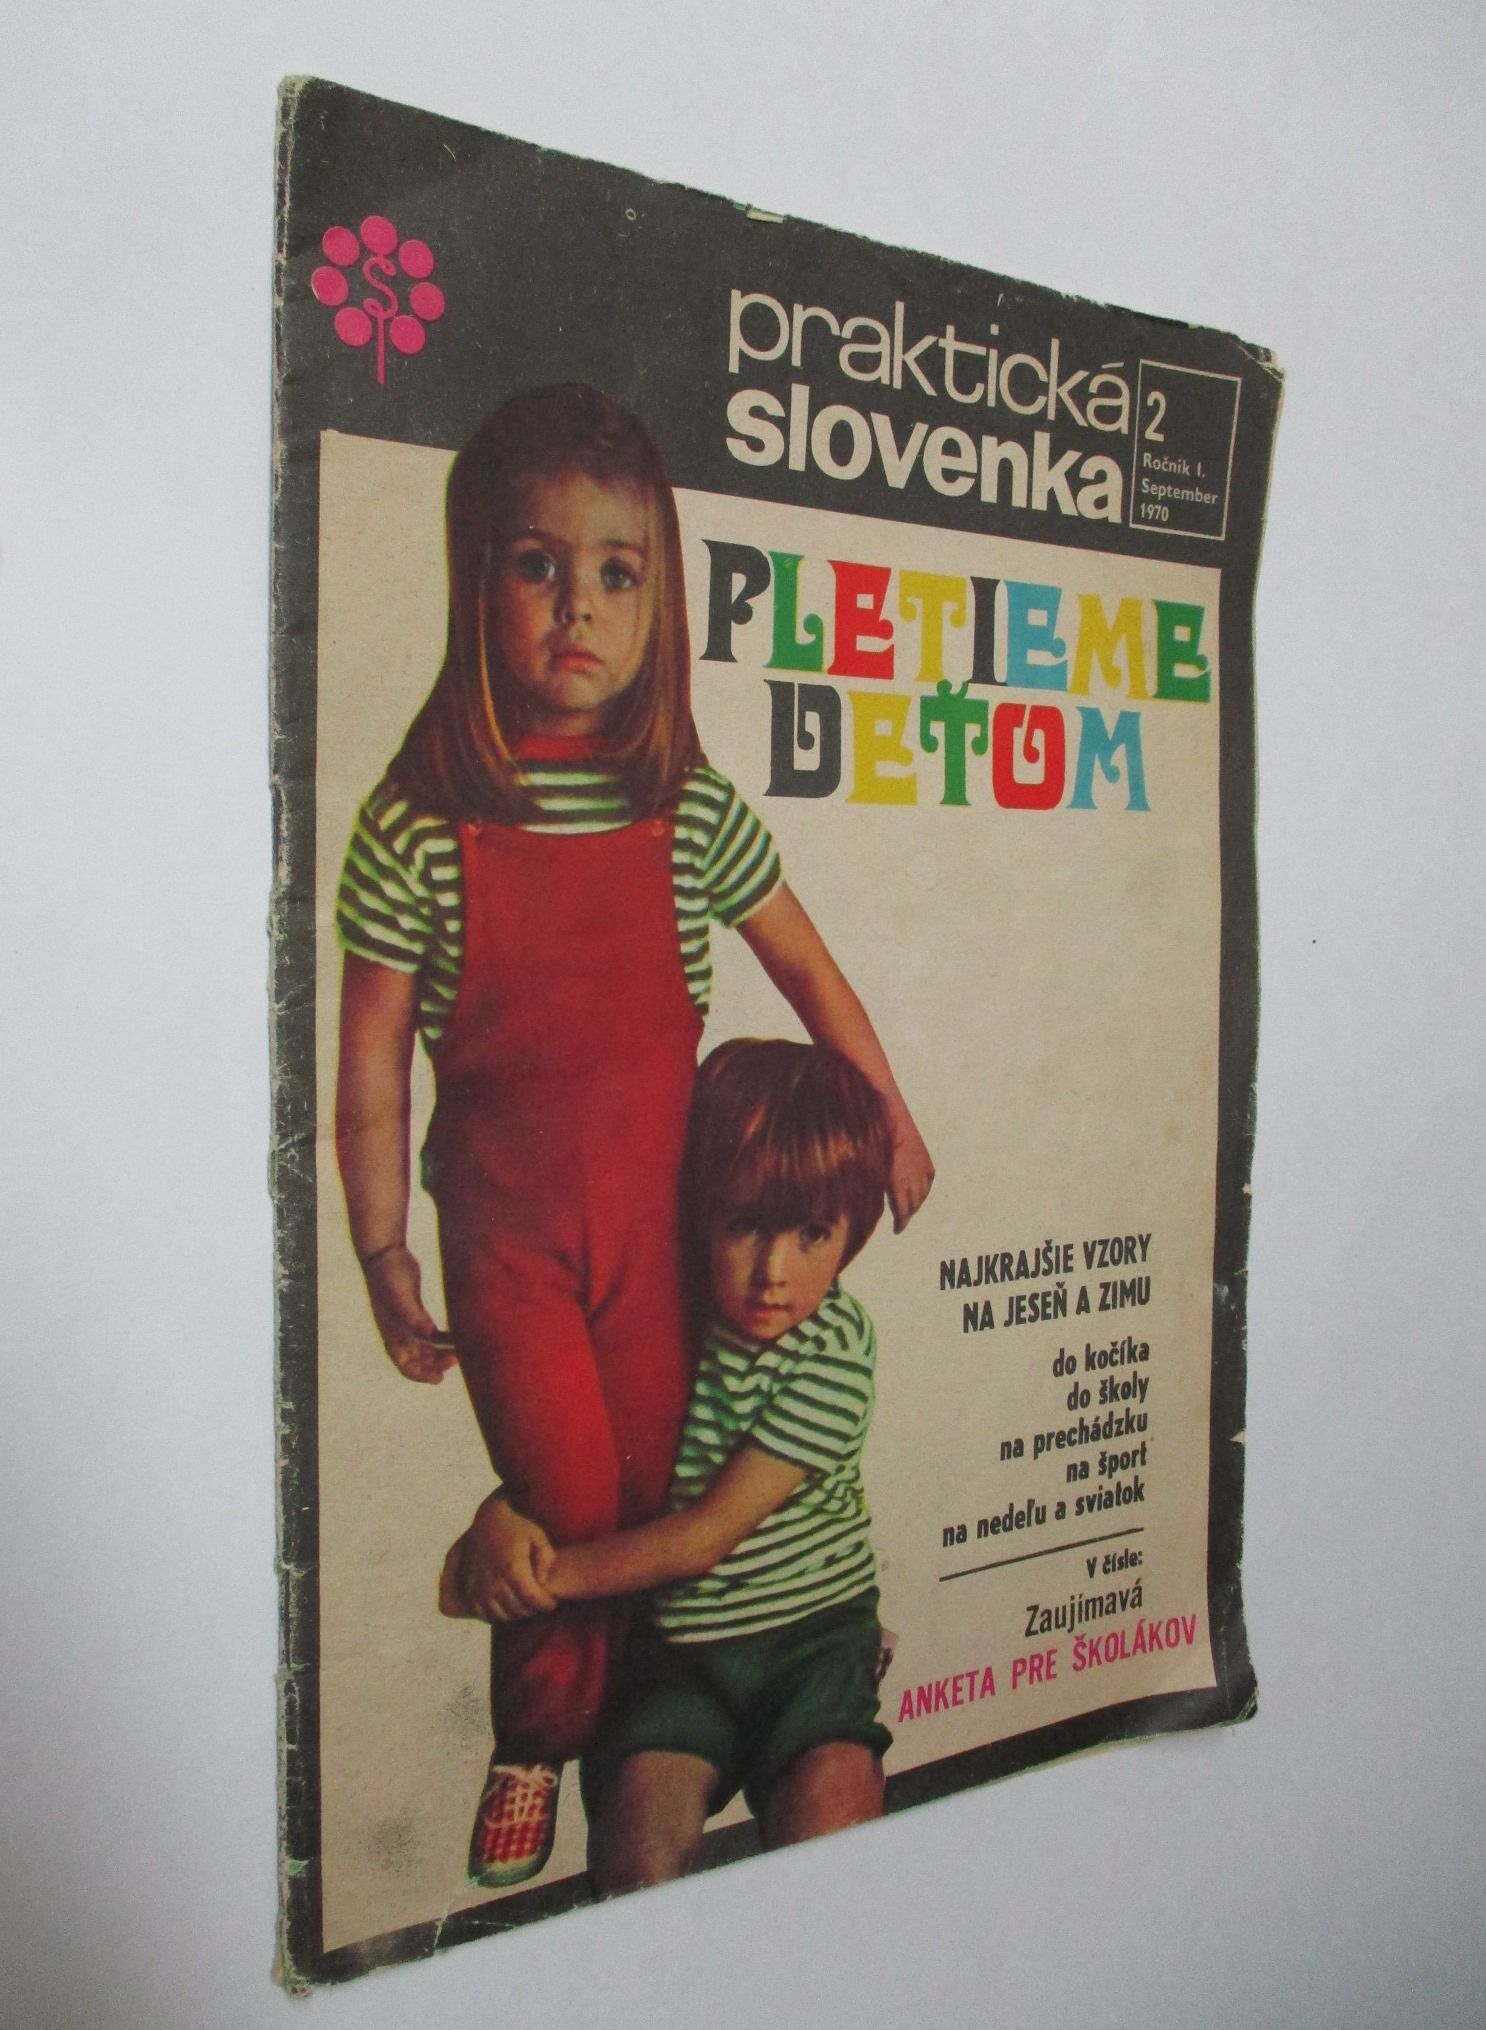 praktická
slovenka
2
Ročník I.
September
1970
PLETIEME
DEŤOM
NAJKRAJŠIE VZORY
NA JESEŇ A ZIMU
do kočíka
do školy
na prechádzku
na šport
na nedeľu a sviatok
V čísle:
Zaujímavá
ANKETA PRE ŠKOLÁKOV